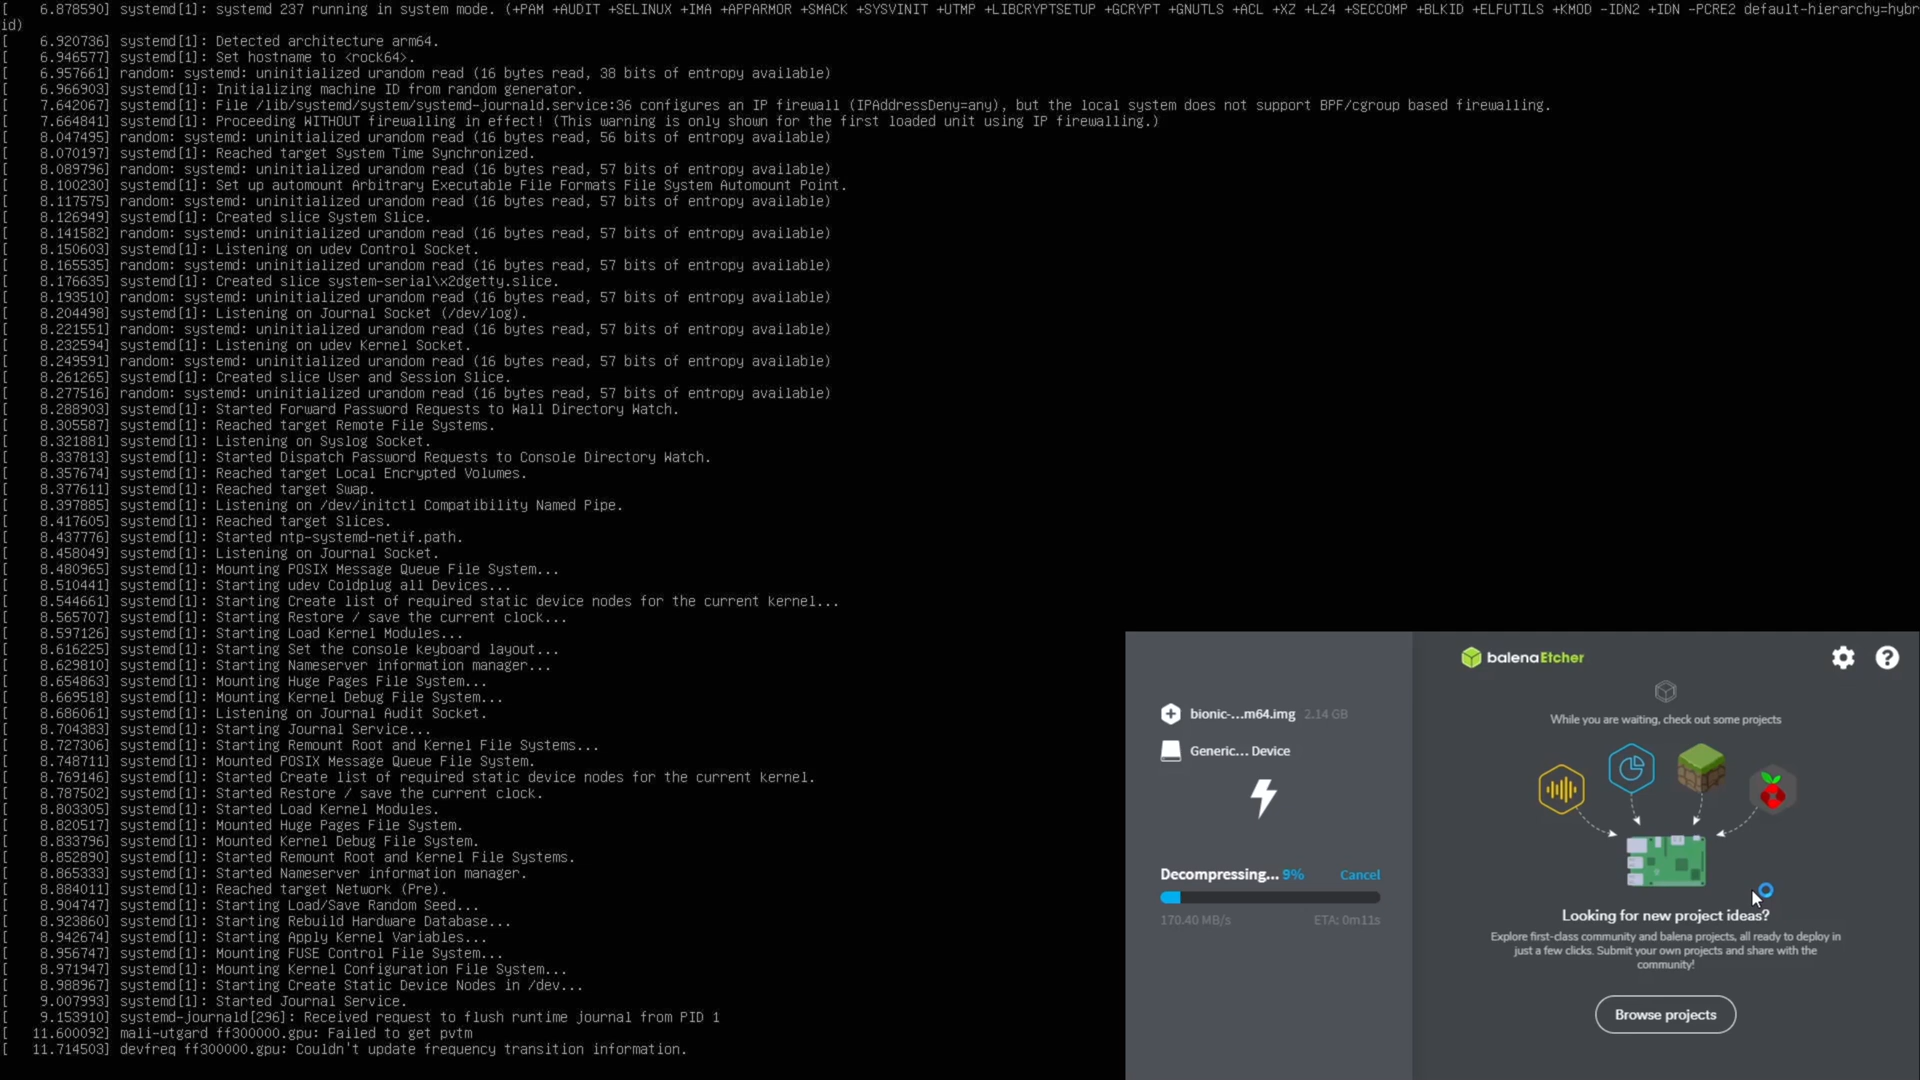 [    6.878590] systemd[1]: systemd 237 running in system mode. (+PAM +AUDIT +SELINUX +IMA +APPARMOR +SMACK +SYSVINIT +UTMP +LIBCRYPTSETUP +GCRYPT +GNUTLS +ACL +XZ +LZ4 +SECCOMP +BLKID +ELFUTILS +KMOD -IDN2 +IDN -PCRE2 default-hierarchy=hybr
id)
[    6.920736] systemd[1]: Detected architecture arm64.
[    6.946577] systemd[1]: Set hostname to <rock64>.
[    6.957661] random: systemd: uninitialized urandom read (16 bytes read, 38 bits of entropy available)
[    6.966903] systemd[1]: Initializing machine ID from random generator.
[    7.642067] systemd[1]: File /lib/systemd/system/systemd-journald.service:36 configures an IP firewall (IPAddressDeny=any), but the local system does not support BPF/cgroup based firewalling.
[    7.664841] systemd[1]: Proceeding WITHOUT firewalling in effect! (This warning is only shown for the first loaded unit using IP firewalling.)
[    8.047495] random: systemd: uninitialized urandom read (16 bytes read, 56 bits of entropy available)
[    8.070197] systemd[1]: Reached target System Time Synchronized.
[    8.089796] random: systemd: uninitialized urandom read (16 bytes read, 57 bits of entropy available)
[    8.100230] systemd[1]: Set up automount Arbitrary Executable File Formats File System Automount Point.
[    8.117575] random: systemd: uninitialized urandom read (16 bytes read, 57 bits of entropy available)
[    8.126949] systemd[1]: Created slice System Slice.
[    8.141582] random: systemd: uninitialized urandom read (16 bytes read, 57 bits of entropy available)
[    8.150603] systemd[1]: Listening on udev Control Socket.
[    8.165535] random: systemd: uninitialized urandom read (16 bytes read, 57 bits of entropy available)
[    8.176635] systemd[1]: Created slice system-serial\x2dgetty.slice.
[    8.193510] random: systemd: uninitialized urandom read (16 bytes read, 57 bits of entropy available)
[    8.204498] systemd[1]: Listening on Journal Socket (/dev/log).
[    8.221551] random: systemd: uninitialized urandom read (16 bytes read, 57 bits of entropy available)
[    8.232594] systemd[1]: Listening on udev Kernel Socket.
[    8.249591] random: systemd: uninitialized urandom read (16 bytes read, 57 bits of entropy available)
[    8.261265] systemd[1]: Created slice User and Session Slice.
[    8.277516] random: systemd: uninitialized urandom read (16 bytes read, 57 bits of entropy available)
[    8.288903] systemd[1]: Started Forward Password Requests to Wall Directory Watch.
[    8.305587] systemd[1]: Reached target Remote File Systems.
[    8.321881] systemd[1]: Listening on Syslog Socket.
[    8.337813] systemd[1]: Started Dispatch Password Requests to Console Directory Watch.
[    8.357674] systemd[1]: Reached target Local Encrypted Volumes.
[    8.377611] systemd[1]: Reached target Swap.
[    8.397885] systemd[1]: Listening on /dev/initctl Compatibility Named Pipe.
[    8.417605] systemd[1]: Reached target Slices.
[    8.437776] systemd[1]: Started ntp-systemd-netif.path.
[    8.458049] systemd[1]: Listening on Journal Socket.
[    8.480965] systemd[1]: Mounting POSIX Message Queue File System...
[    8.510441] systemd[1]: Starting udev Coldplug all Devices...
[    8.544661] systemd[1]: Starting Create list of required static device nodes for the current kernel...
[    8.565707] systemd[1]: Starting Restore / save the current clock...
[    8.597126] systemd[1]: Starting Load Kernel Modules...
[    8.616225] systemd[1]: Starting Set the console keyboard layout...
[    8.629810] systemd[1]: Starting Nameserver information manager...
[    8.654863] systemd[1]: Mounting Huge Pages File System...
[    8.669518] systemd[1]: Mounting Kernel Debug File System...
[    8.686061] systemd[1]: Listening on Journal Audit Socket.
[    8.704383] systemd[1]: Starting Journal Service...
[    8.727306] systemd[1]: Starting Remount Root and Kernel File Systems...
[    8.748711] systemd[1]: Mounted POSIX Message Queue File System.
[    8.769146] systemd[1]: Started Create list of required static device nodes for the current kernel.
[    8.787502] systemd[1]: Started Restore / save the current clock.
[    8.803305] systemd[1]: Started Load Kernel Modules.
[    8.820517] systemd[1]: Mounted Huge Pages File System.
[    8.833796] systemd[1]: Mounted Kernel Debug File System.
[    8.852890] systemd[1]: Started Remount Root and Kernel File Systems.
[    8.865333] systemd[1]: Started Nameserver information manager.
[    8.884011] systemd[1]: Reached target Network (Pre).
[    8.904747] systemd[1]: Starting Load/Save Random Seed...
[    8.923860] systemd[1]: Starting Rebuild Hardware Database...
[    8.942674] systemd[1]: Starting Apply Kernel Variables...
[    8.956747] systemd[1]: Mounting FUSE Control File System...
[    8.971947] systemd[1]: Mounting Kernel Configuration File System...
[    8.988967] systemd[1]: Starting Create Static Device Nodes in /dev...
[    9.007993] systemd[1]: Started Journal Service.
[    9.153910] systemd-journald[296]: Received request to flush runtime journal from PID 1
[   11.600092] mali-utgard ff300000.gpu: Failed to get pvtm
[   11.714503] devfreq ff300000.gpu: Couldn't update frequency transition information.
bionic-...m64.img 2.14 GB
Generic... Device
Decompressing... 9% Cancel
170.40 MB/s ETA: 0m11s
balenaEtcher
While you are waiting, check out some projects
Looking for new project ideas?
Explore first-class community and balena projects, all ready to deploy in
just a few clicks. Submit your own projects and share with the
community!
Browse projects